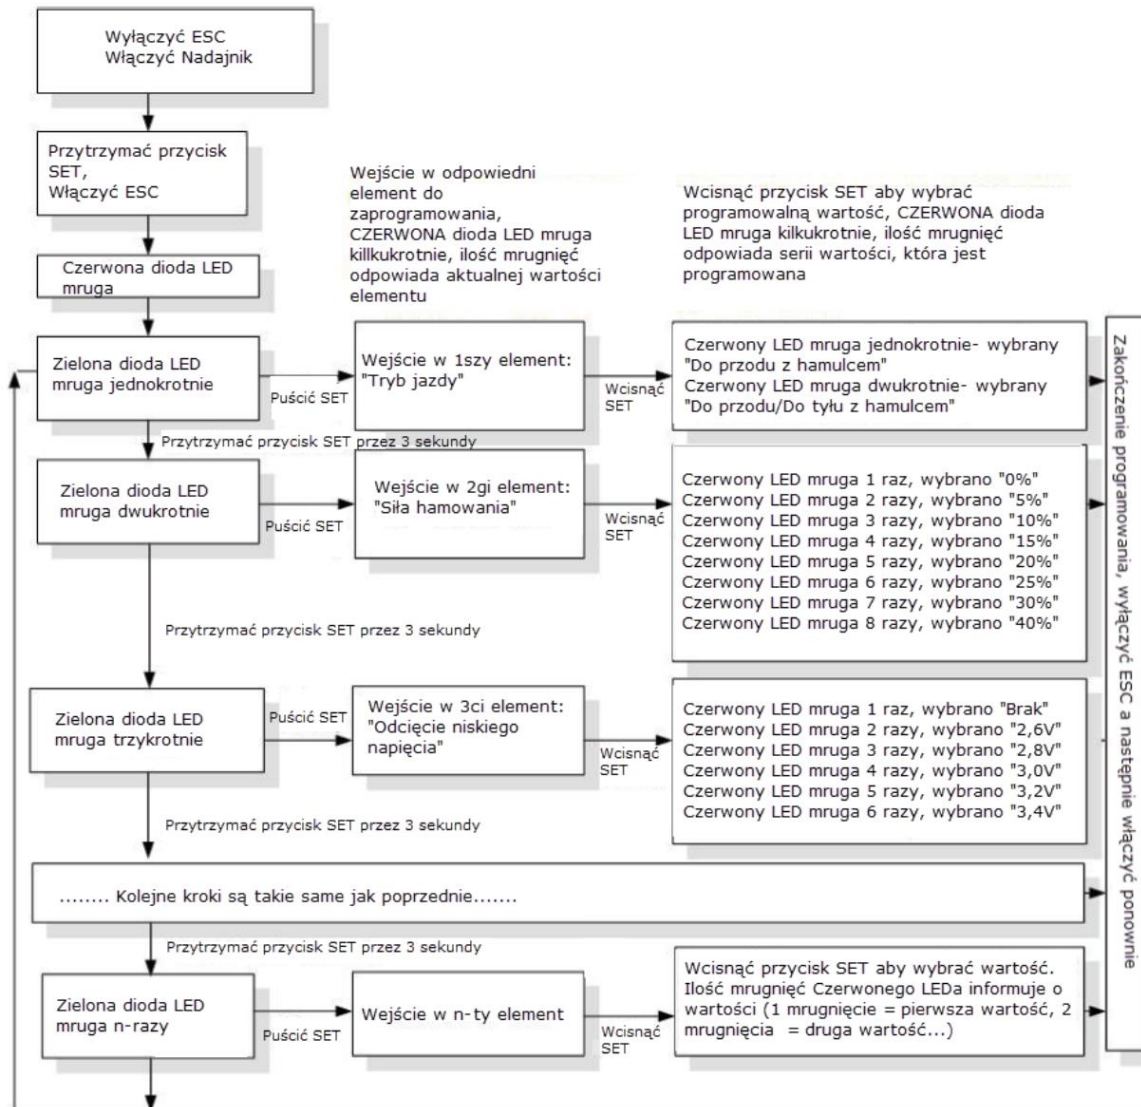 Wyłączyć ESC
Włączyć Nadajnik
Przytrzymać przycisk
SET,
Włączyć ESC
Wejście w odpowiedni
element do
zaprogramowania,
CZERWONA dioda LED mruga
killkukrotnie, ilość mrugnięć
odpowiada aktualnej wartości
elementu
Wcisnąć przycisk SET aby wybrać
programowalną wartość, CZERWONA dioda
LED mruga kilkukrotnie, ilość mrugnięć
odpowiada serii wartości, która jest
programowana
Czerwona dioda LED
mruga
Zielona dioda LED
mruga jednokrotnie
Puścić SET
Wejście w 1szy element:
"Tryb jazdy"
Wcisnąć
SET
Czerwony LED mruga jednokrotnie- wybrany
"Do przodu z hamulcem"
Czerwony LED mruga dwukrotnie- wybrany
"Do przodu/Do tyłu z hamulcem"
Przytrzymać przycisk SET przez 3 sekundy
Zielona dioda LED
mruga dwukrotnie
Puścić SET
Wejście w 2gi element:
"Siła hamowania"
Wcisnąć
SET
Czerwony LED mruga 1 raz, wybrano "0%"
Czerwony LED mruga 2 razy, wybrano "5%"
Czerwony LED mruga 3 razy, wybrano "10%"
Czerwony LED mruga 4 razy, wybrano "15%"
Czerwony LED mruga 5 razy, wybrano "20%"
Czerwony LED mruga 6 razy, wybrano "25%"
Czerwony LED mruga 7 razy, wybrano "30%"
Czerwony LED mruga 8 razy, wybrano "40%"
Przytrzymać przycisk SET przez 3 sekundy
Zielona dioda LED
mruga trzykrotnie
Puścić SET
Wejście w 3ci element:
"Odcięcie niskiego
napięcia"
Wcisnąć
SET
Czerwony LED mruga 1 raz, wybrano "Brak"
Czerwony LED mruga 2 razy, wybrano "2,6V"
Czerwony LED mruga 3 razy, wybrano "2,8V"
Czerwony LED mruga 4 razy, wybrano "3,0V"
Czerwony LED mruga 5 razy, wybrano "3,2V"
Czerwony LED mruga 6 razy, wybrano "3,4V"
Przytrzymać przycisk SET przez 3 sekundy
........ Kolejne kroki są takie same jak poprzednie.......
Przytrzymać przycisk SET przez 3 sekundy
Zielona dioda LED
mruga n-razy
Puścić SET
Wejście w n-ty element
Wcisnąć
SET
Wcisnąć przycisk SET aby wybrać wartość.
Ilość mrugnięć Czerwonego LEDa informuje o
wartości (1 mrugnięcie = pierwsza wartość, 2
mrugnięcia = druga wartość...)
Zakończenie programowania, wyłączyć ESC a następnie włączyć ponownie